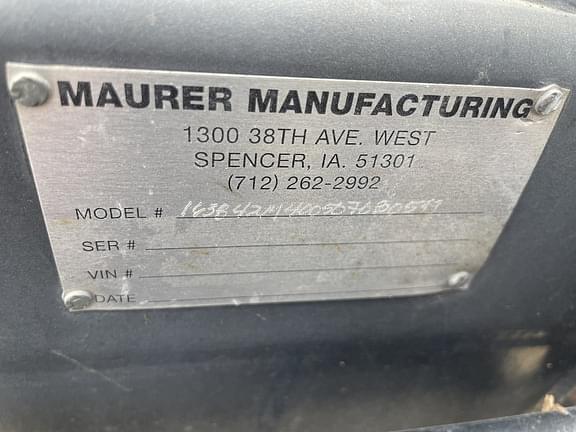 MAURER MANUFACTURING
1300 38TH AVE. WEST
SPENCER, IA. 51301
(712) 262-2992
MODEL #
SER #
VIN #
DATE